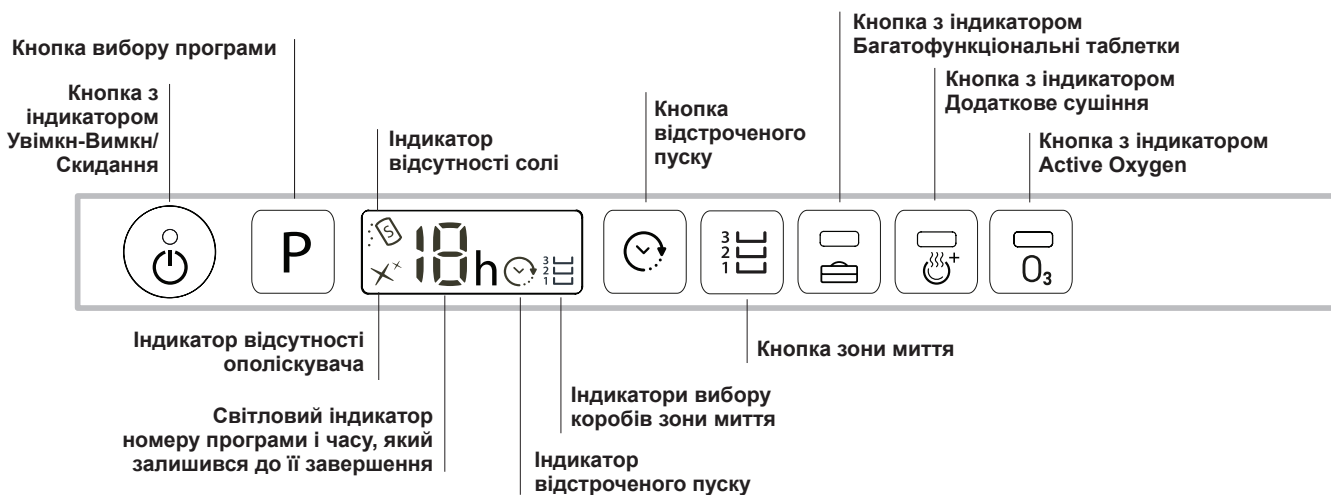 Кнопка вибору програми
Кнопка з
індикатором
Увімкн-Вимкн/
Скидання
Індикатор
відсутності солі
Кнопка
відстроченого
пуску
Кнопка з індикатором
Багатофункціональні таблетки
Кнопка з індикатором
Додаткове сушіння
Кнопка з індикатором
Active Oxygen
P
S
18h
3
2
1
3
2
1
+
O3
Індикатор відсутності
ополіскувача
Світловий індикатор
номеру програми і часу, який
залишився до її завершення
Індикатор
відстроченого пуску
Індикатори вибору
коробів зони миття
Кнопка зони миття